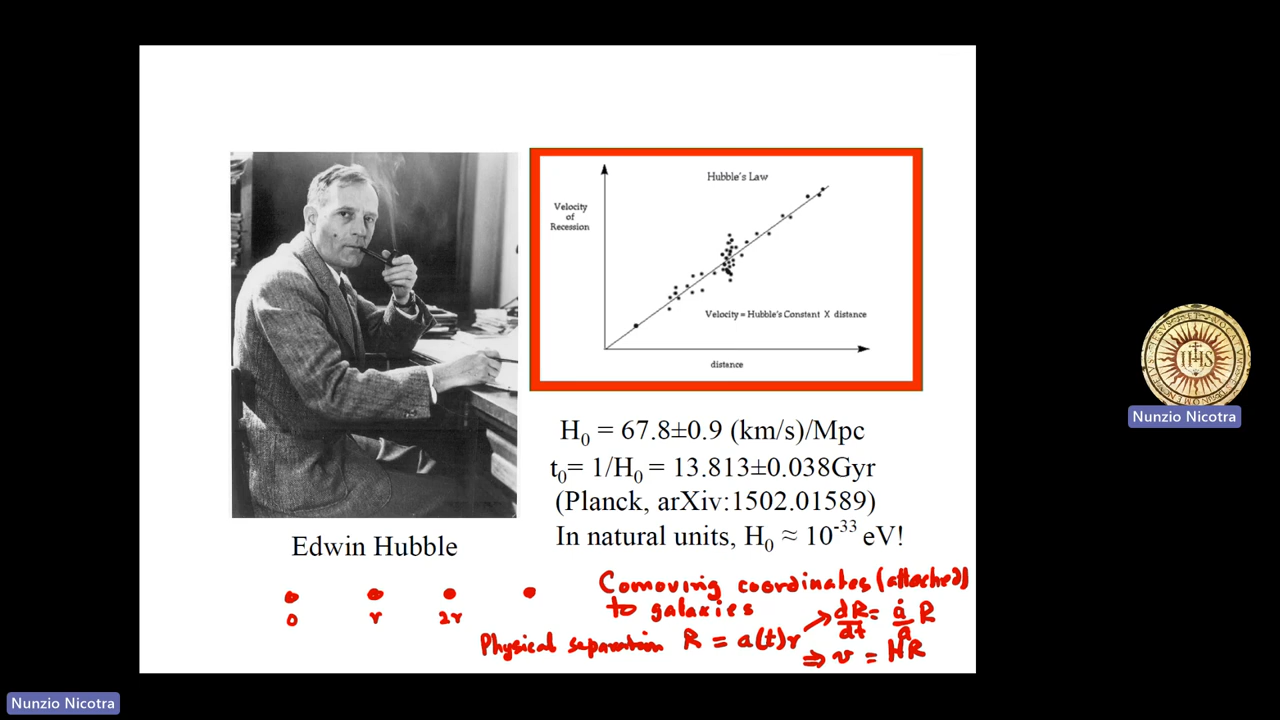 Hubble's Law
Velocity
of
Recession
Velocity = Hubble's Constant X distance
distance
H₀ = 67.8±0.9 (km/s)/Mpc
t₀= 1/H₀ = 13.813±0.038Gyr
(Planck, arXiv:1502.01589)
In natural units, H₀ ≈ 10⁻³³ eV!
Edwin Hubble
0 r 2r
Comoving coordinates (attached)
to galaxies
Physical separation R = a(t)r
dR/dt = ȧ/a R
⇒ v = HR
IHS
Nunzio Nicotra
Nunzio Nicotra